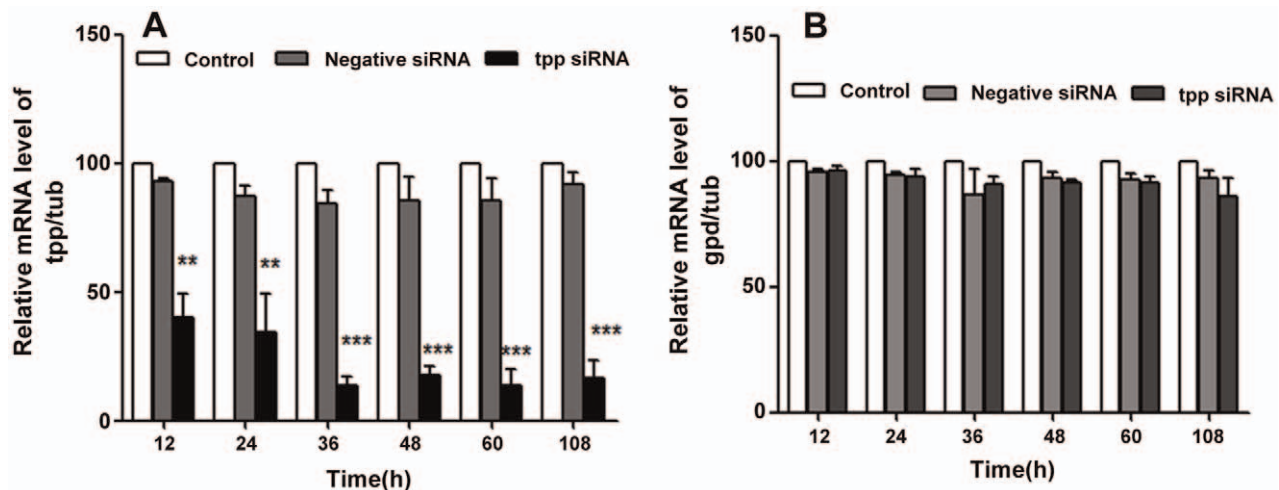 A
150
Control Negative siRNA tpp siRNA
100
50
0
** ** *** *** *** ***
12 24 36 48 60 108
Time(h)
Relative mRNA level of
tpp/tub
B
150
Control Negative siRNA tpp siRNA
100
50
0
12 24 36 48 60 108
Time(h)
Relative mRNA level of
gpd/tub